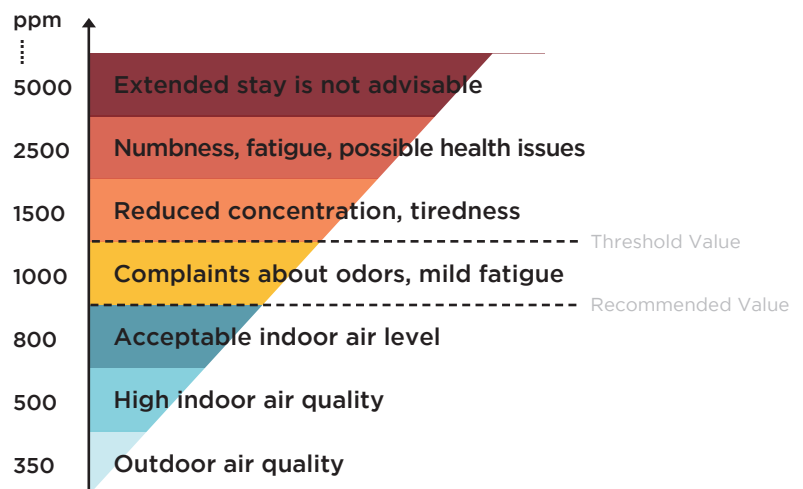 ppm
5000 Extended stay is not advisable
2500 Numbness, fatigue, possible health issues
1500 Reduced concentration, tiredness
Threshold Value
1000 Complaints about odors, mild fatigue
Recommended Value
800 Acceptable indoor air level
500 High indoor air quality
350 Outdoor air quality